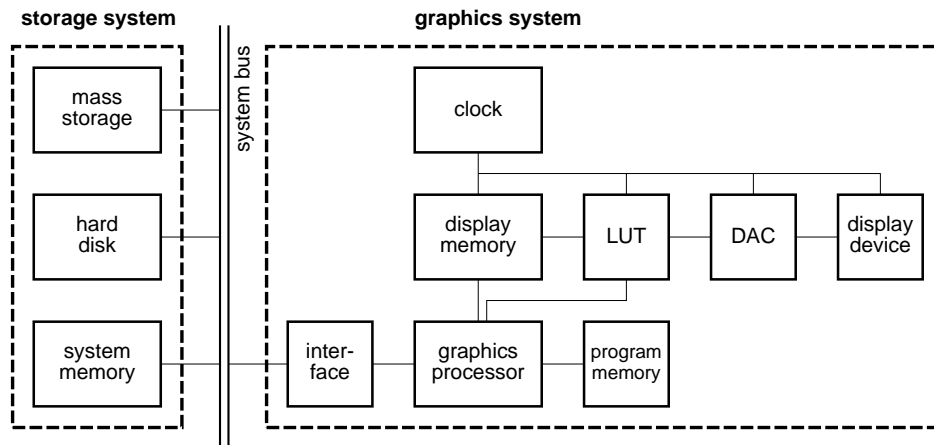 storage system
graphics system
system bus
mass
storage
clock
hard
disk
display
memory
LUT
DAC
display
device
system
memory
inter-
face
graphics
processor
program
memory